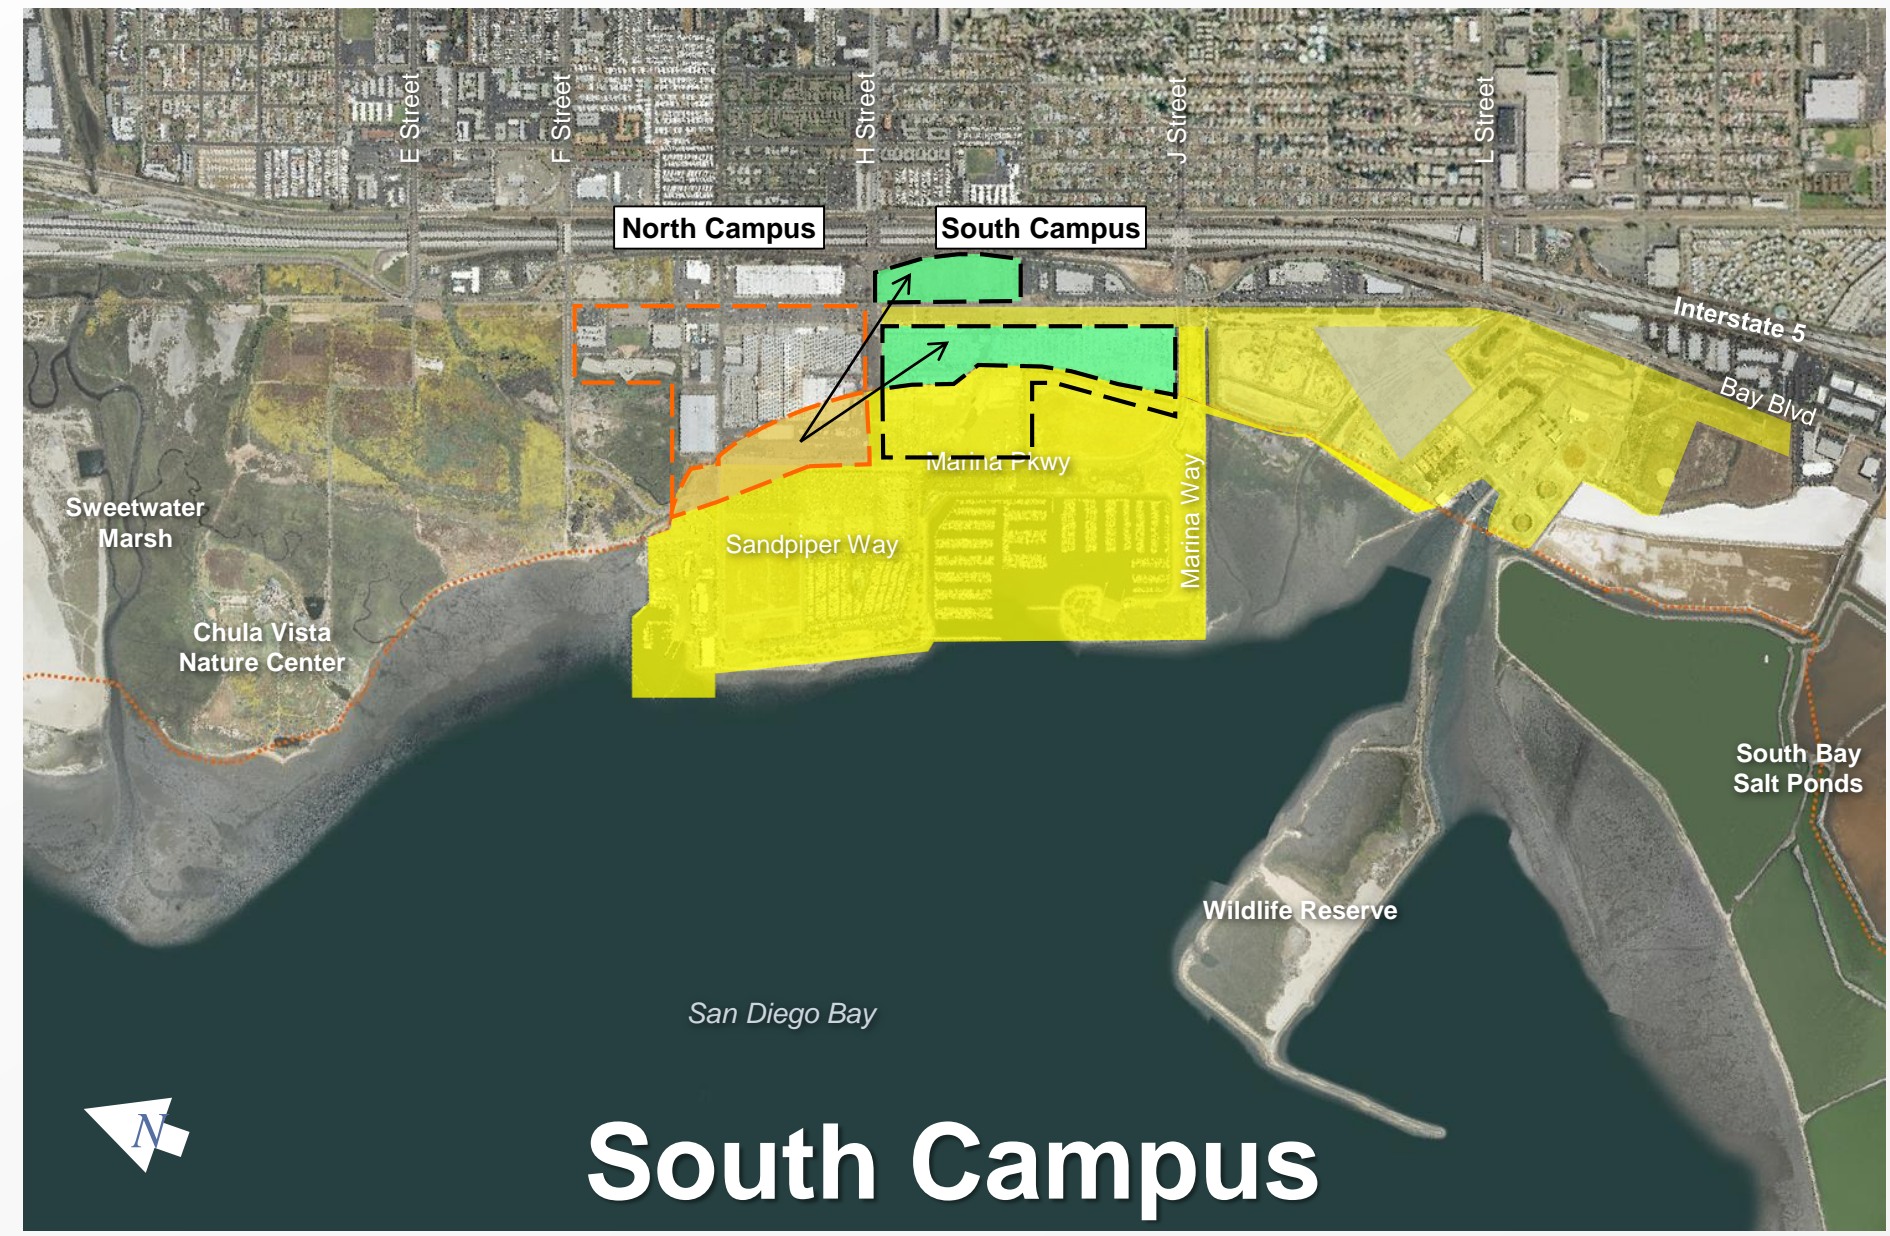 E Street
F Street
H Street
J Street
L Street
North Campus
South Campus
Interstate 5
Bay Blvd
Marina Pkwy
Marina Way
Sweetwater
Marsh
Sandpiper Way
Chula Vista
Nature Center
South Bay
Salt Ponds
Wildlife Reserve
San Diego Bay
N
South Campus